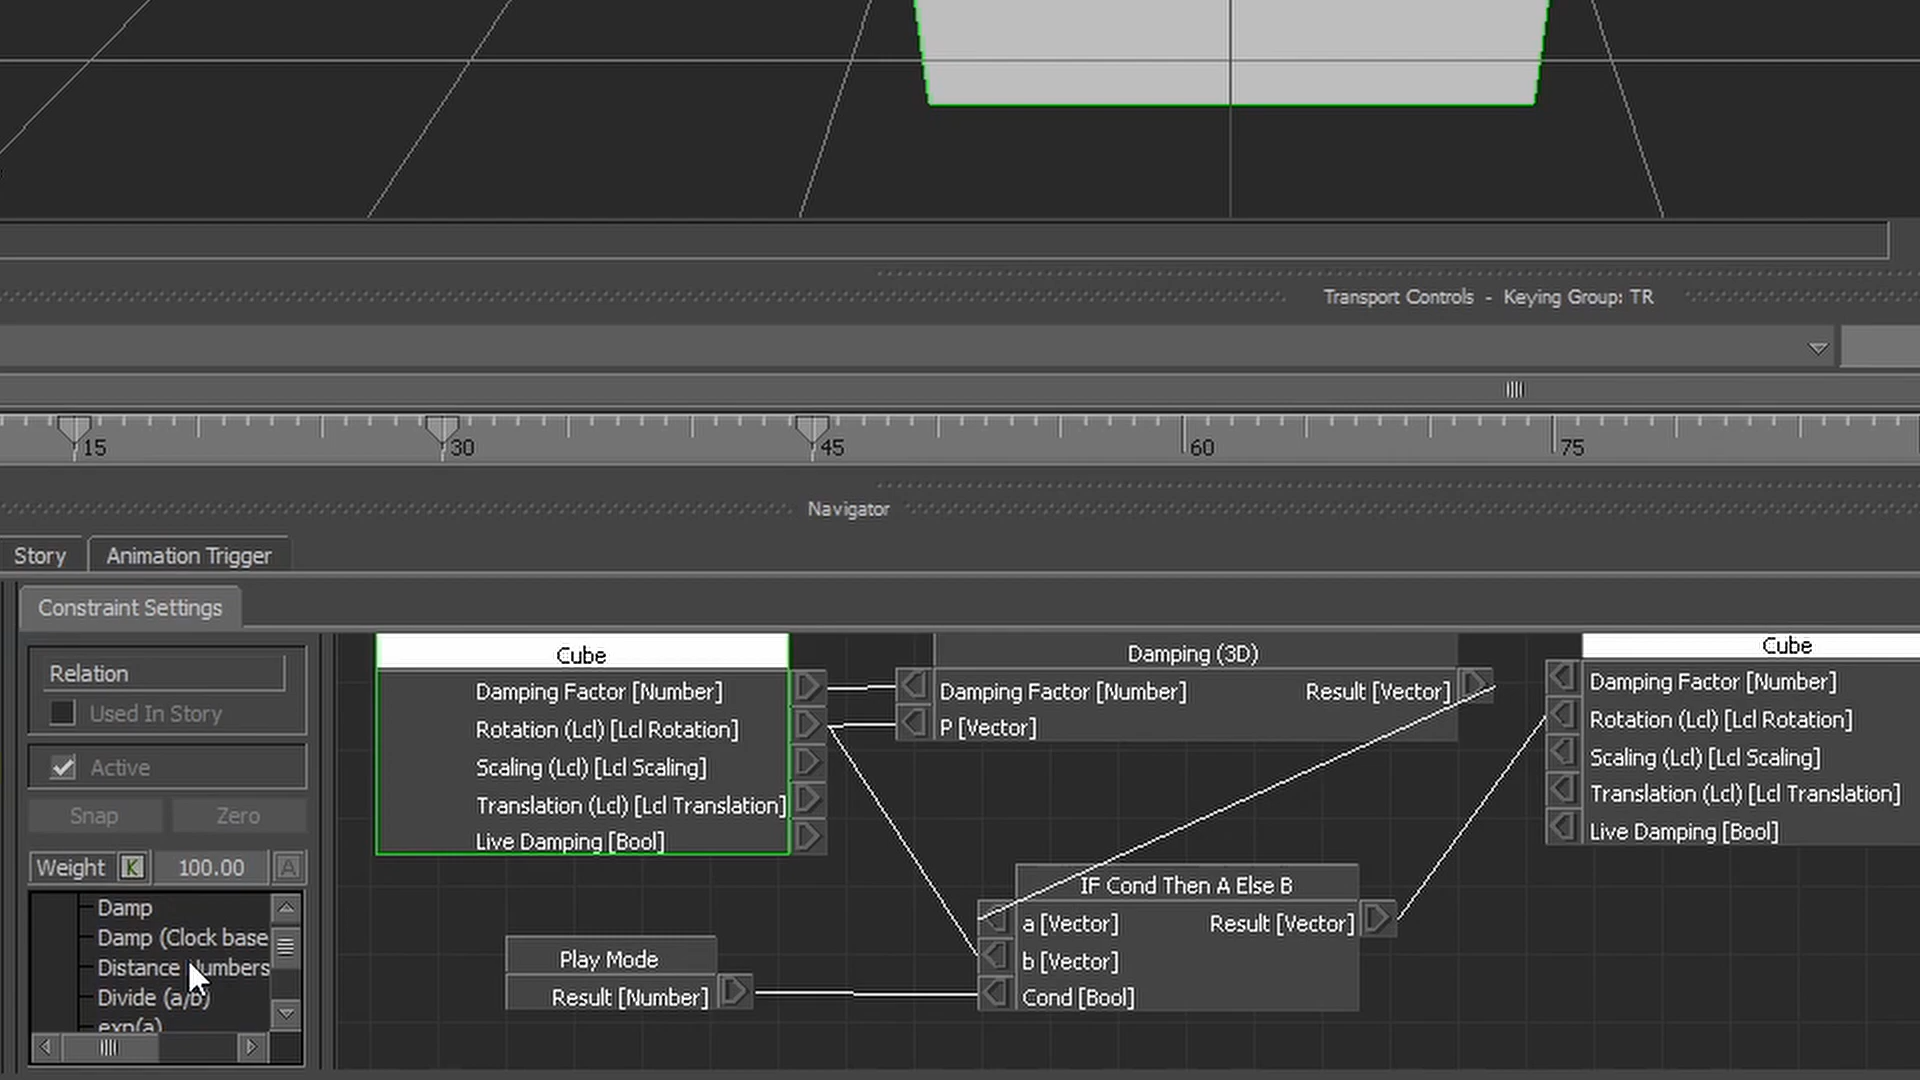 Transport Controls - Keying Group: TR
15
30
45
60
75
Navigator
Story
Animation Trigger
Constraint Settings
Relation
Used In Story
Active
Snap
Zero
Weight
K
100.00
A
Damp
Damp (Clock base
Distance Numbers
Divide (a/b)
exp(a)
Cube
Damping Factor [Number]
Rotation (Lcl) [Lcl Rotation]
Scaling (Lcl) [Lcl Scaling]
Translation (Lcl) [Lcl Translation]
Live Damping [Bool]
Damping (3D)
Damping Factor [Number]
Result [Vector]
P [Vector]
Play Mode
Result [Number]
IF Cond Then A Else B
a [Vector]
Result [Vector]
b [Vector]
Cond [Bool]
Cube
Damping Factor [Number]
Rotation (Lcl) [Lcl Rotation]
Scaling (Lcl) [Lcl Scaling]
Translation (Lcl) [Lcl Translation]
Live Damping [Bool]